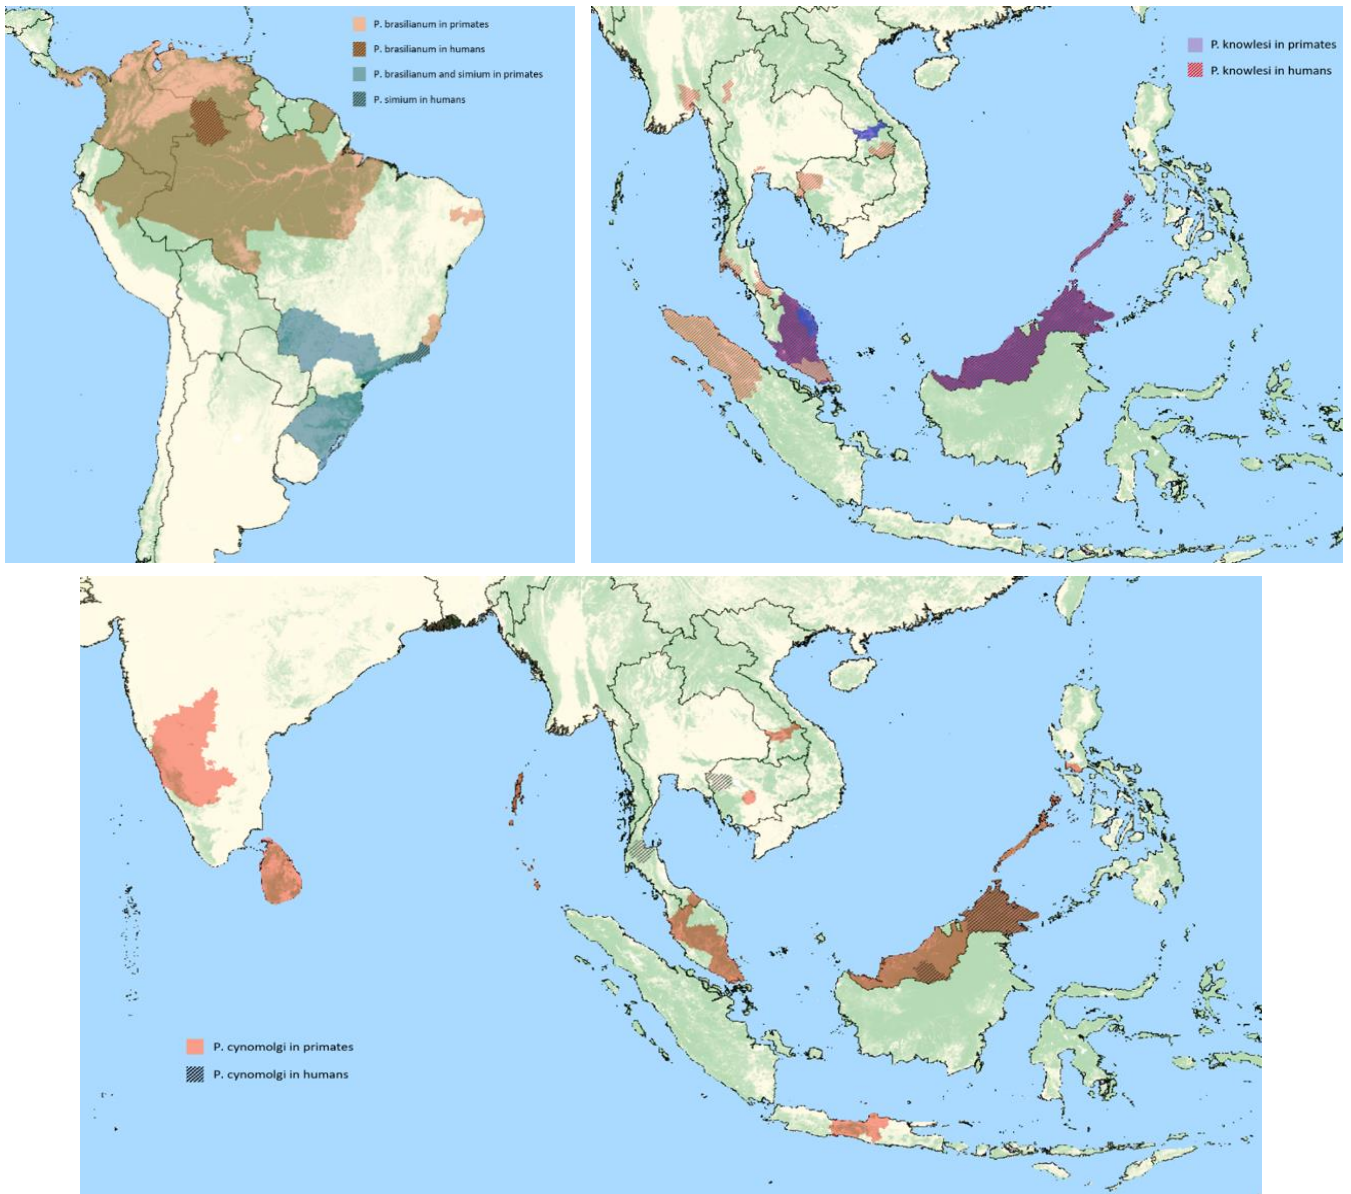 P. brasilianum in primates
P. brasilianum in humans
P. brasilianum and simium in primates
P. simium in humans
P. knowlesi in primates
P. knowlesi in humans
P. cynomolgi in primates
P. cynomolgi in humans